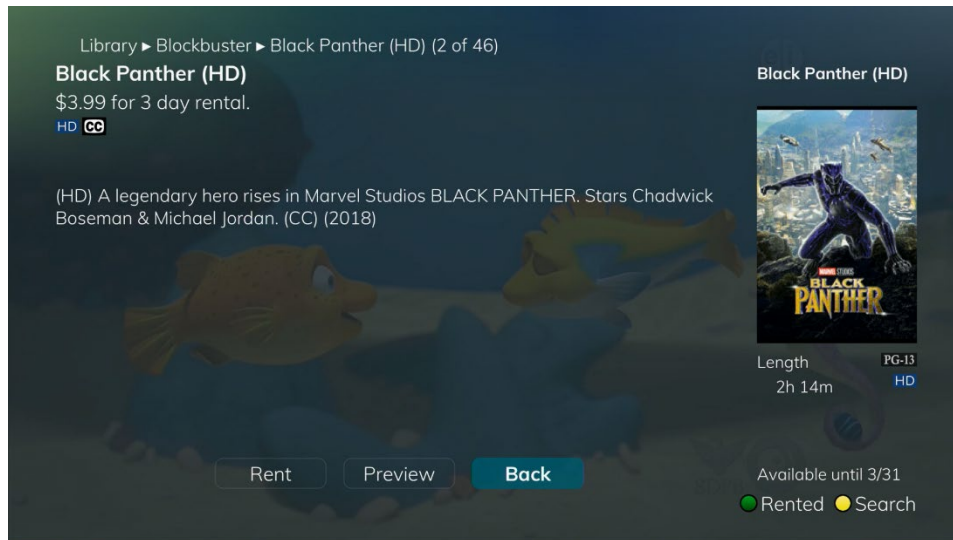 Library ▸ Blockbuster ▸ Black Panther (HD) (2 of 46)
Black Panther (HD)
$3.99 for 3 day rental.
HD CC
(HD) A legendary hero rises in Marvel Studios BLACK PANTHER. Stars Chadwick
Boseman & Michael Jordan. (CC) (2018)
Black Panther (HD)
MARVEL STUDIOS
BLACK
PANTHER
Length PG-13
2h 14m HD
Rent Preview Back
Available until 3/31
Rented Search